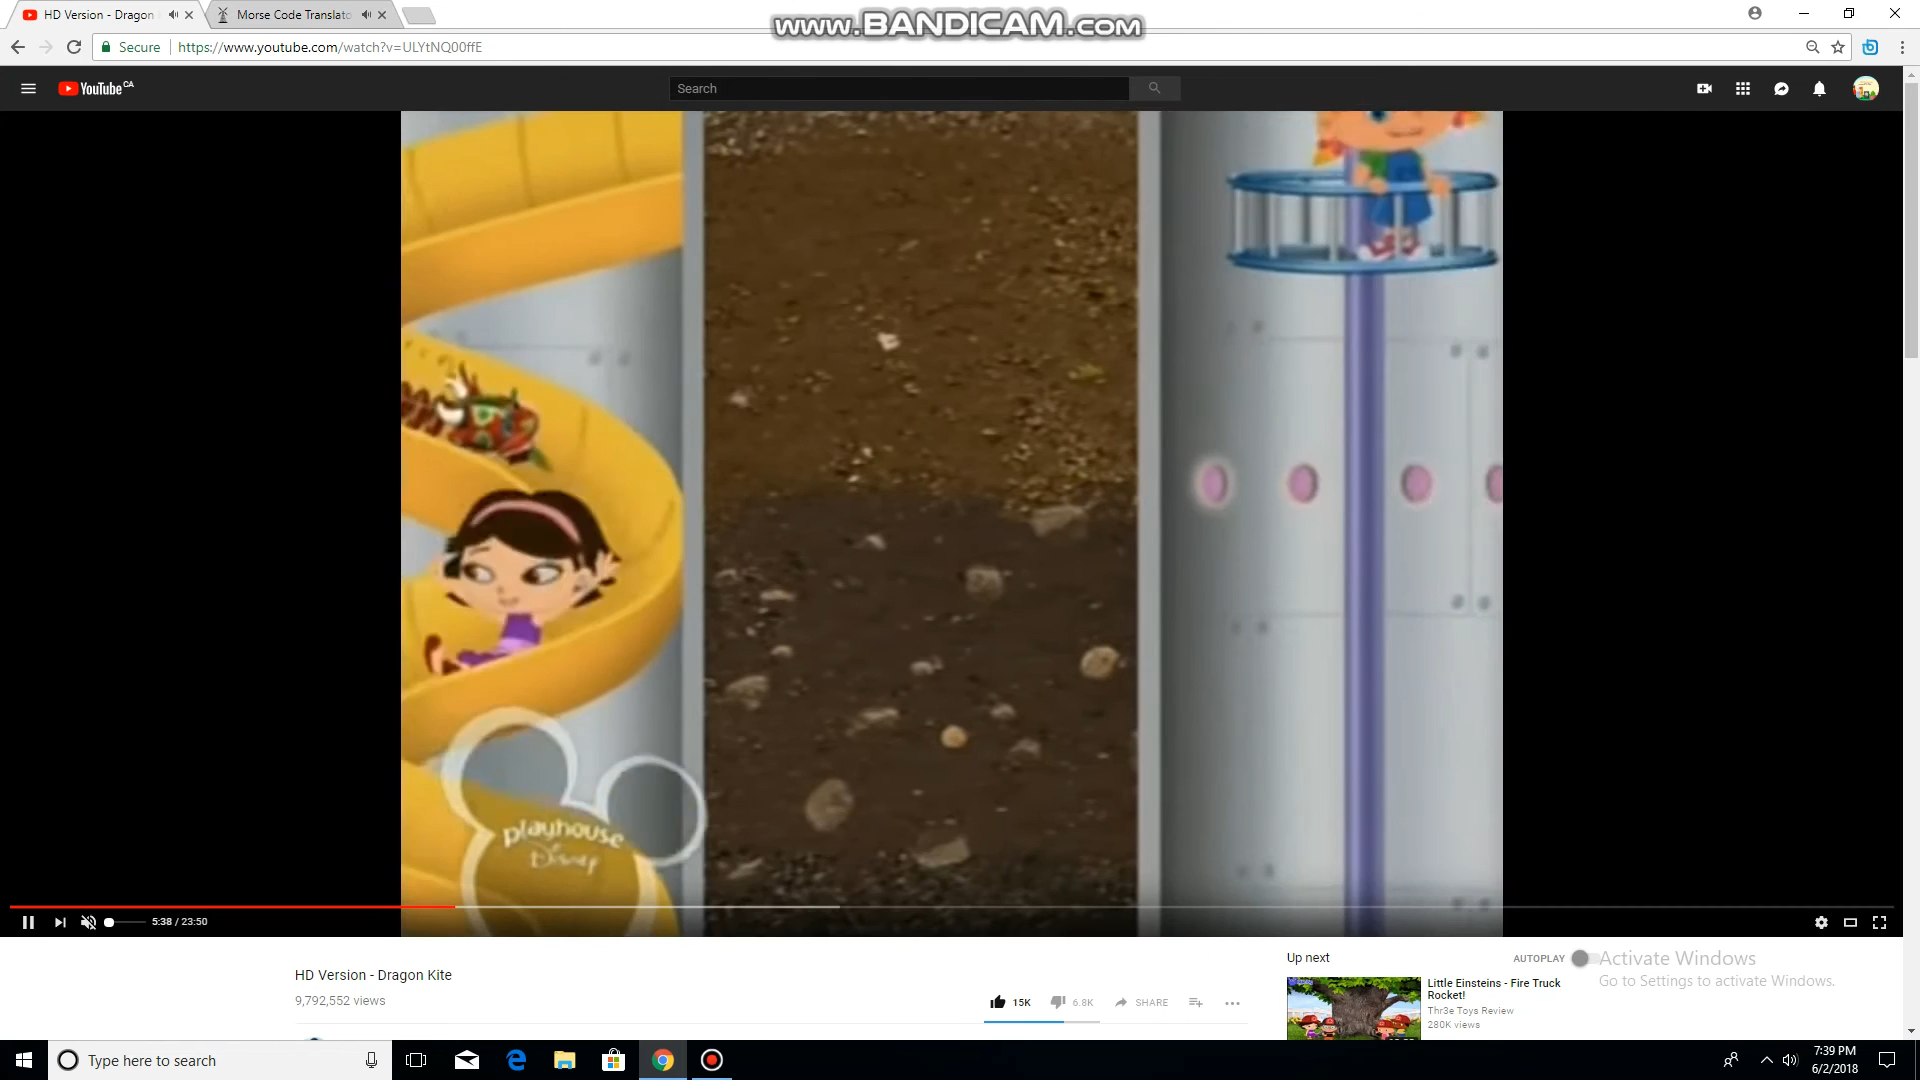 HD Version - Dragon
Morse Code Translato
www.BANDICAM.com
Secure
https://www.youtube.com/watch?v=ULYtNQ00ffE
YouTube CA
Search
playhouse
Disney
5:38 / 23:50
HD Version - Dragon Kite
9,792,552 views
15K
6.8K
SHARE
Up next
AUTOPLAY
Little Einsteins - Fire Truck
Rocket!
Thr3e Toys Review
280K views
Activate Windows
Go to Settings to activate Windows.
Type here to search
7:39 PM
6/2/2018